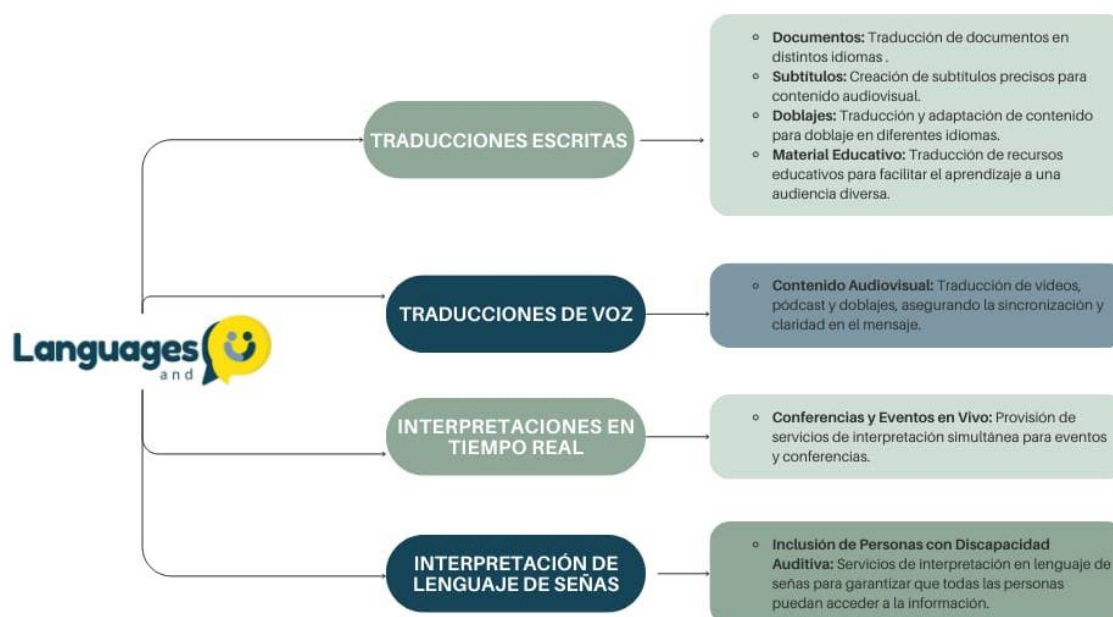 Documentos: Traducción de documentos en
distintos idiomas .
Subtítulos: Creación de subtítulos precisos para
contenido audiovisual.
Doblajes: Traducción y adaptación de contenido
para doblaje en diferentes idiomas.
Material Educativo: Traducción de recursos
educativos para facilitar el aprendizaje a una
audiencia diversa.
TRADUCCIONES ESCRITAS
Contenido Audiovisual: Traducción de videos,
pódcast y doblajes, asegurando la sincronización y
claridad en el mensaje.
TRADUCCIONES DE VOZ
Languages
and
INTERPRETACIONES EN
TIEMPO REAL
Conferencias y Eventos en Vivo: Provisión de
servicios de interpretación simultánea para eventos
y conferencias.
INTERPRETACIÓN DE
LENGUAJE DE SEÑAS
Inclusión de Personas con Discapacidad
Auditiva: Servicios de interpretación en lenguaje de
señas para garantizar que todas las personas
puedan acceder a la información.